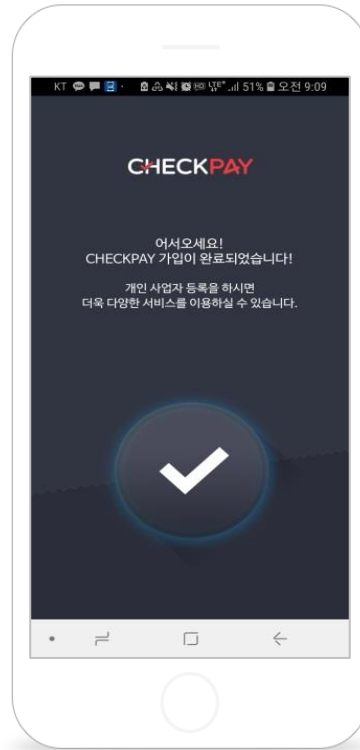 KT LTE+ 51% 오전 9:09
CHECKPAY
어서오세요!
CHECKPAY 가입이 완료되었습니다!
개인 사업자 등록을 하시면
더욱 다양한 서비스를 이용하실 수 있습니다.